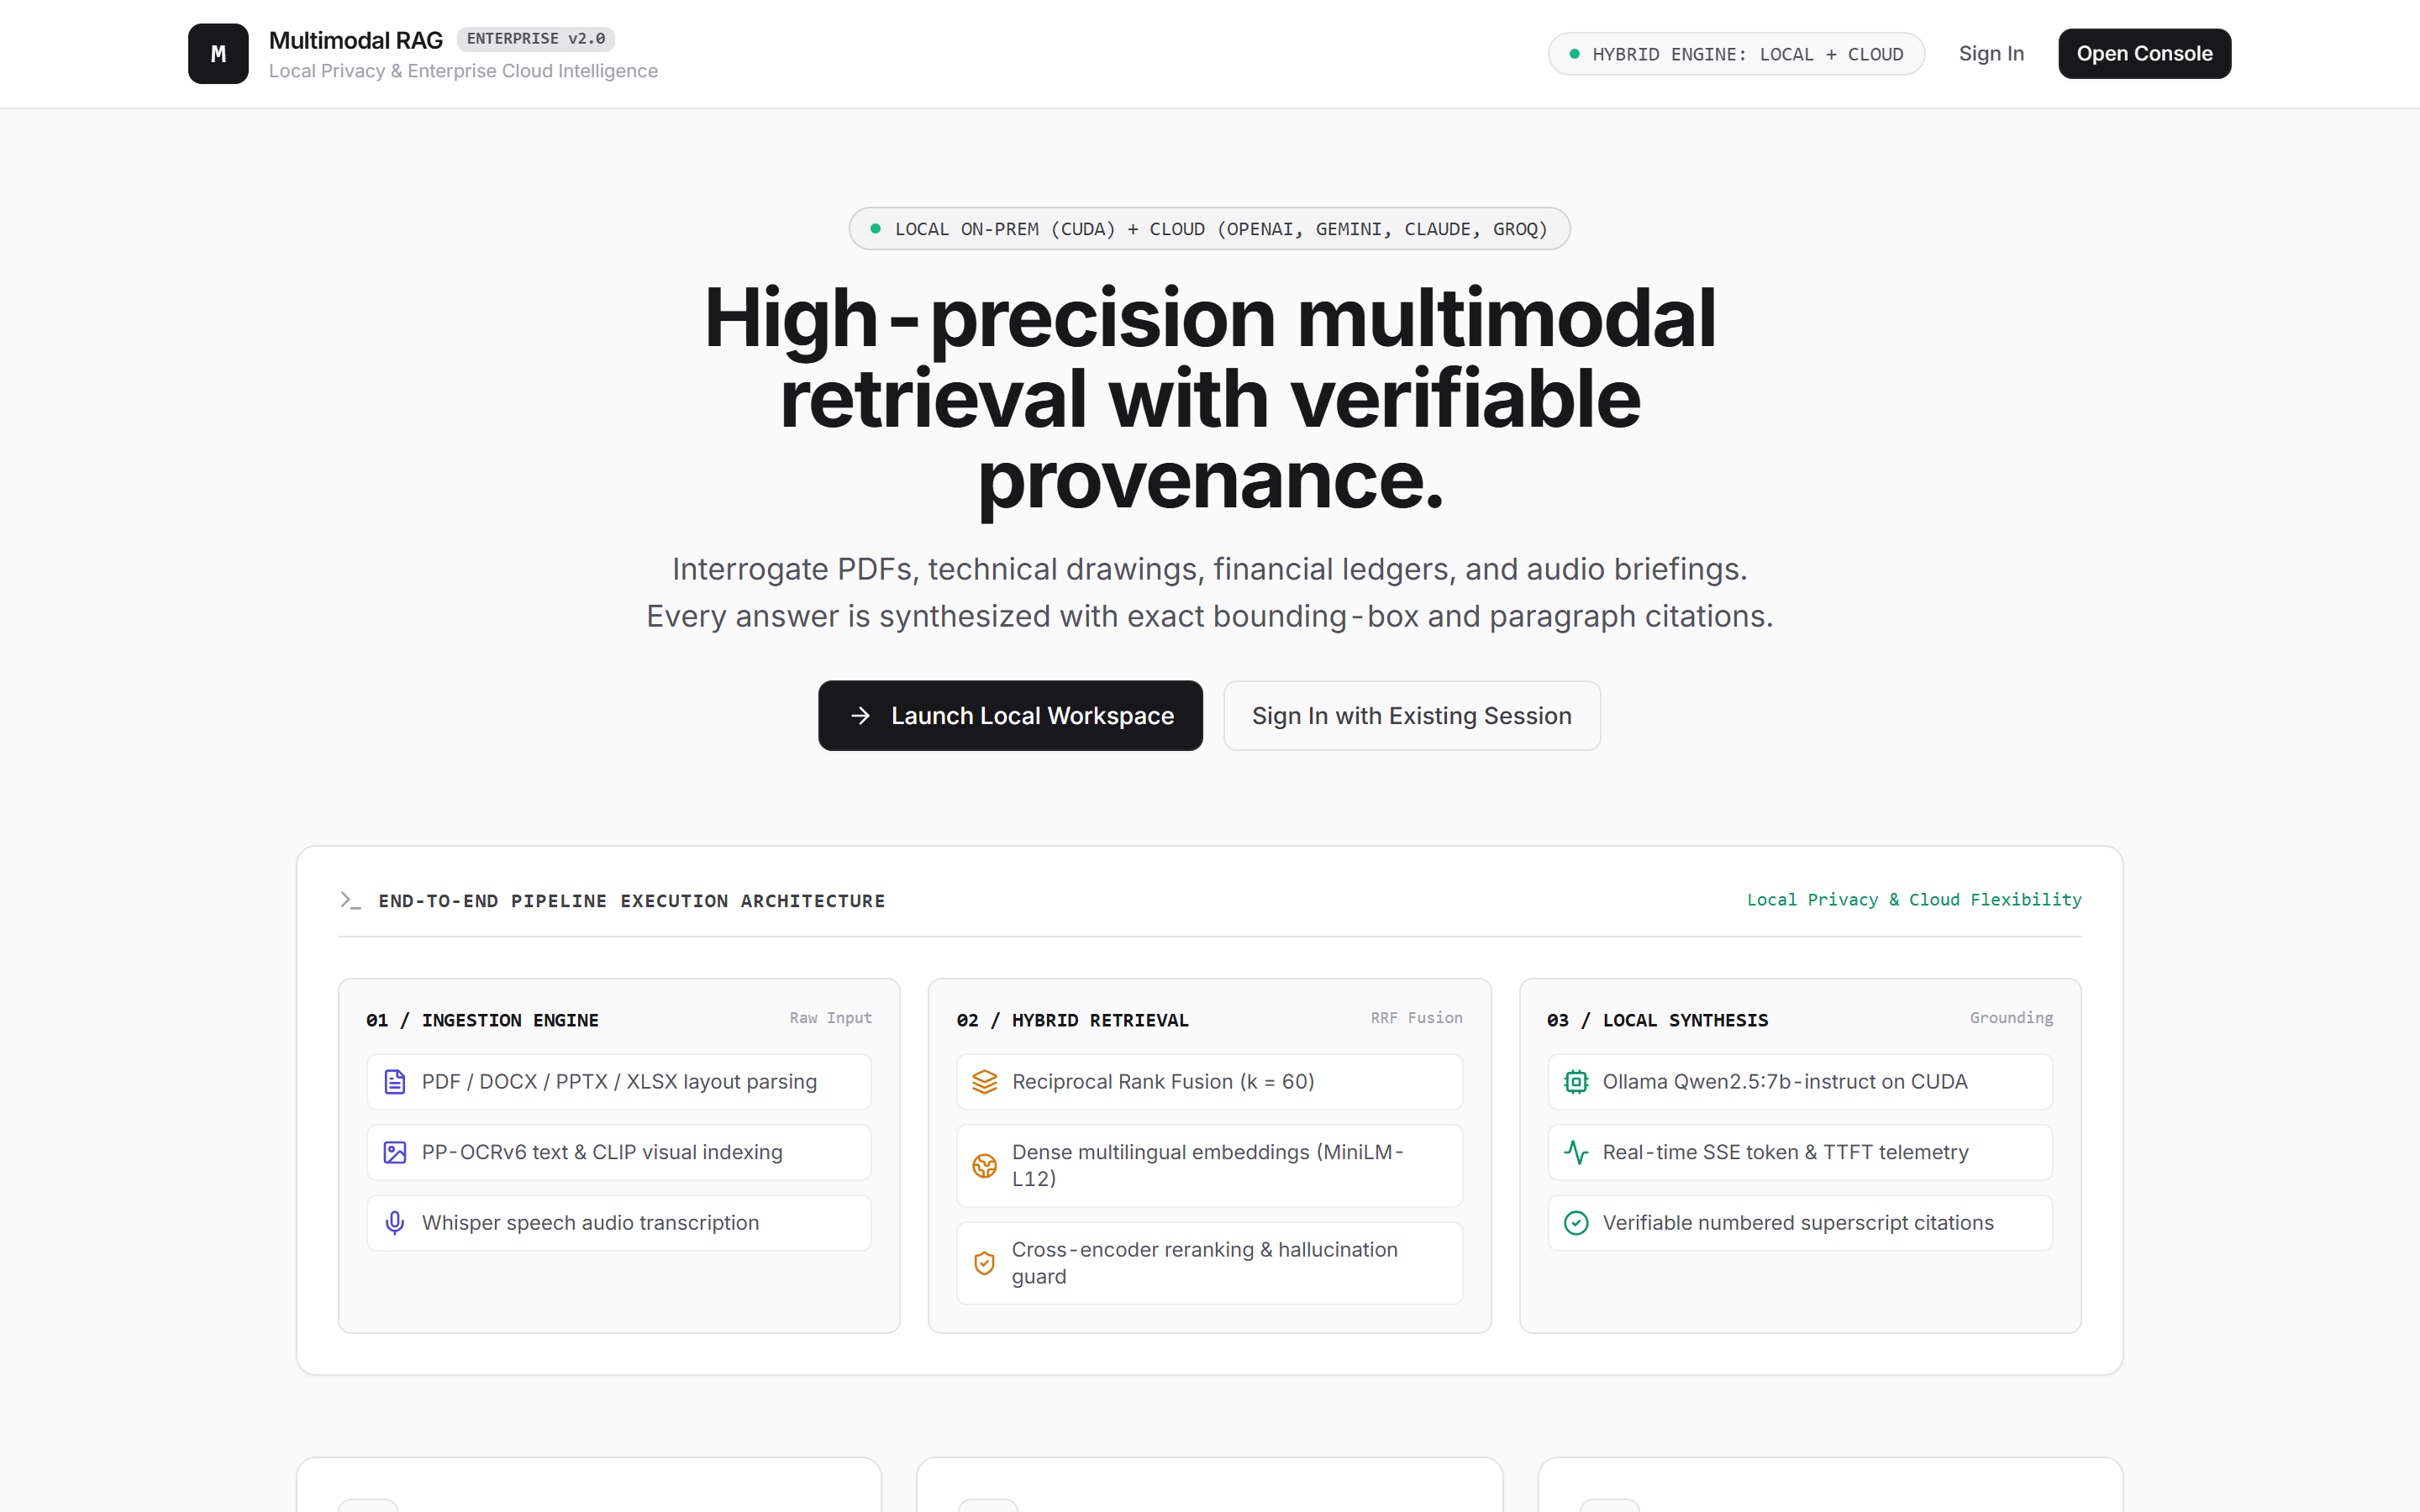 M
Multimodal RAG ENTERPRISE v2.0
Local Privacy & Enterprise Cloud Intelligence
HYBRID ENGINE: LOCAL + CLOUD
Sign In
Open Console
LOCAL ON-PREM (CUDA) + CLOUD (OPENAI, GEMINI, CLAUDE, GROQ)
High-precision multimodal
retrieval with verifiable
provenance.
Interrogate PDFs, technical drawings, financial ledgers, and audio briefings.
Every answer is synthesized with exact bounding-box and paragraph citations.
Launch Local Workspace
Sign In with Existing Session
END-TO-END PIPELINE EXECUTION ARCHITECTURE
Local Privacy & Cloud Flexibility
01 / INGESTION ENGINE
Raw Input
PDF / DOCX / PPTX / XLSX layout parsing
PP-OCRv6 text & CLIP visual indexing
Whisper speech audio transcription
02 / HYBRID RETRIEVAL
RRF Fusion
Reciprocal Rank Fusion (k = 60)
Dense multilingual embeddings (MiniLM-
L12)
Cross-encoder reranking & hallucination
guard
03 / LOCAL SYNTHESIS
Grounding
Ollama Qwen2.5:7b-instruct on CUDA
Real-time SSE token & TTFT telemetry
Verifiable numbered superscript citations